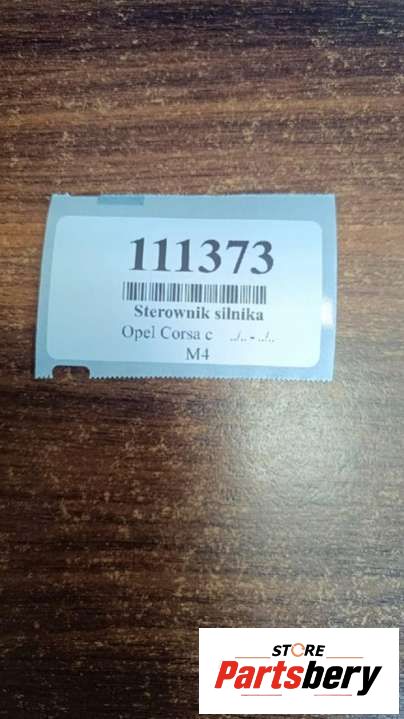 111373
Sterownik silnika
Opel Corsa c ../.. - ../..
M4
STORE
Partsbery